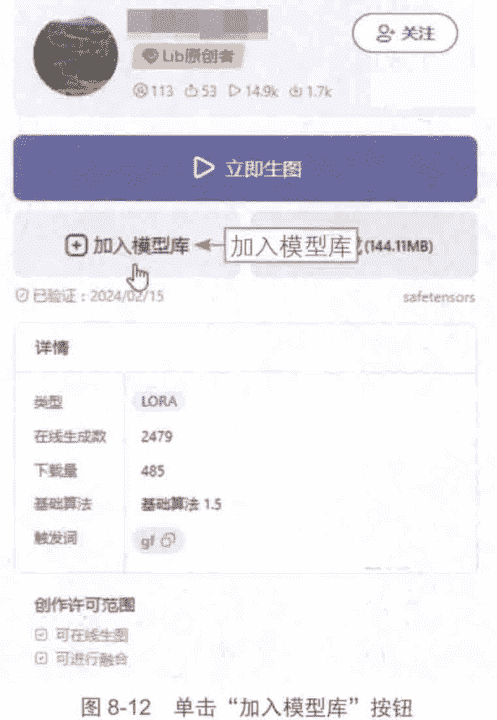 关注
Lib原创者
113 53 14.9k 1.7k
立即生图
加入模型库 加入模型库 (144.11MB)
已验证：2024/02/15 safetensors
详情
类型 LORA
在线生成数 2479
下载量 485
基础算法 基础算法 1.5
触发词 gf
创作许可范围
可在线生图
可进行融合
图 8-12 单击“加入模型库”按钮